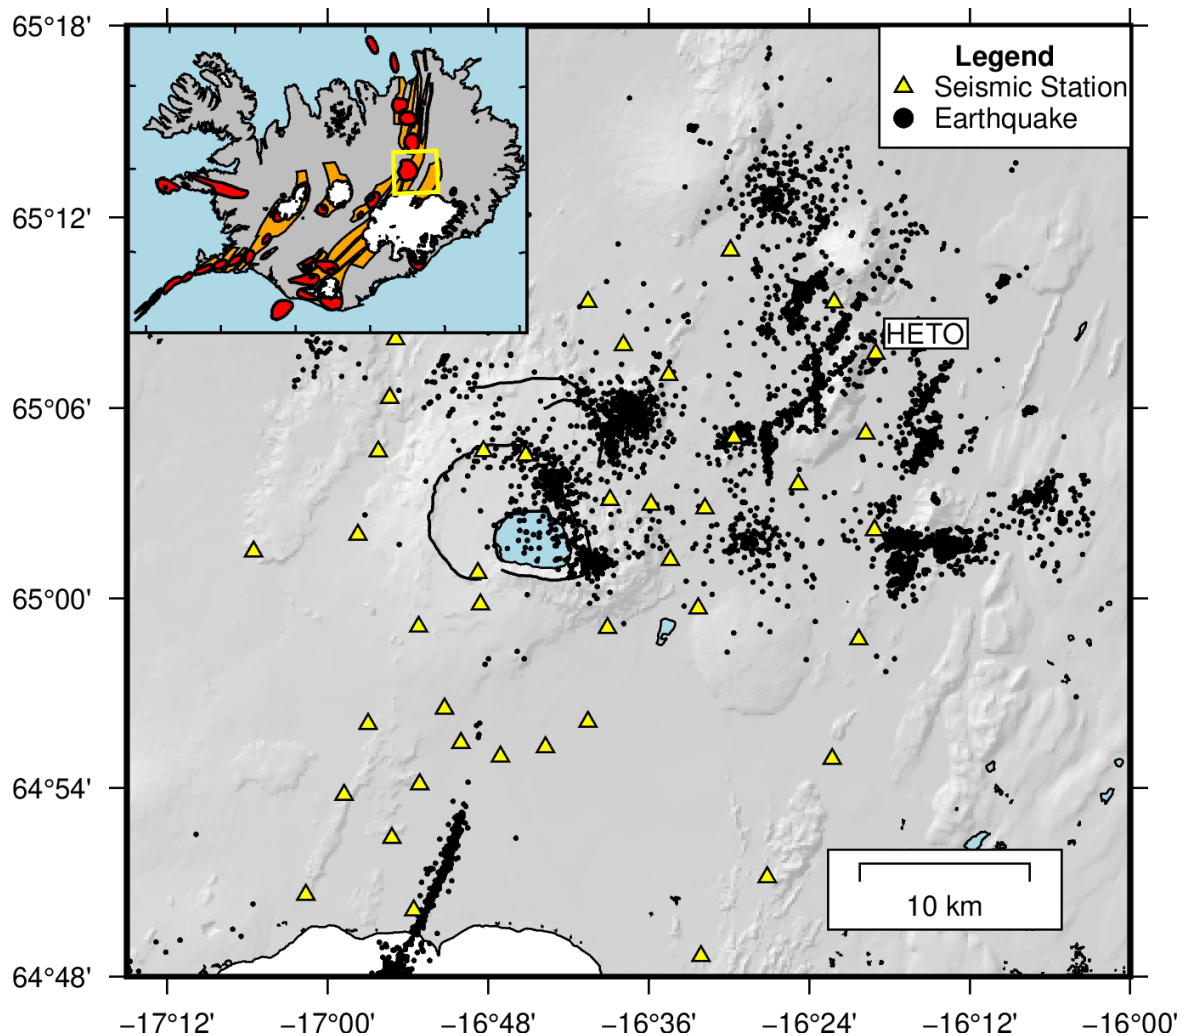 65°18'
Legend
Seismic Station
Earthquake
65°12'
HETO
65°06'
65°00'
64°54'
10 km
64°48'
−17°12' −17°00' −16°48' −16°36' −16°24' −16°12' −16°00'